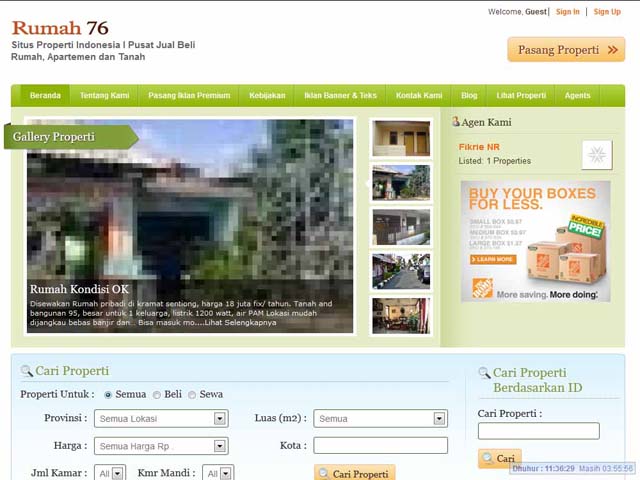 Welcome, Guest | Sign In | Sign Up
Rumah 76
Situs Properti Indonesia I Pusat Jual Beli
Rumah, Apartemen dan Tanah
Pasang Properti »
Beranda Tentang Kami Pasang Iklan Premium Kebijakan Iklan Banner & Teks Kontak Kami Blog Lihat Properti Agents
Gallery Properti
Rumah Kondisi OK
Disewakan Rumah pribadi di kramat sentiong, harga 18 juta fix/ tahun. Tanah and
bangunan 95, besar untuk 1 keluarga, listrik 1200 watt, air PAM Lokasi mudah
dijangkau bebas banjir dan... Bisa masuk mo....Lihat Selengkapnya
Agen Kami
Fikrie NR
Listed: 1 Properties
BUY YOUR BOXES
FOR LESS.
SMALL BOX $0.67
MEDIUM BOX $0.97
LARGE BOX $1.37
INCREDIBLE
PRICE!
LEARN MORE
More saving. More doing.
Cari Properti
Properti Untuk : Semua Beli Sewa
Provinsi : Semua Lokasi Luas (m2) : Semua
Harga : Semua Harga Rp . Kota :
Jml Kamar : All Kmr Mandi : All Cari Properti
Cari Properti
Berdasarkan ID
Cari Properti :
Cari
Dhuhur : 11:36:29 Masih 03:55:56